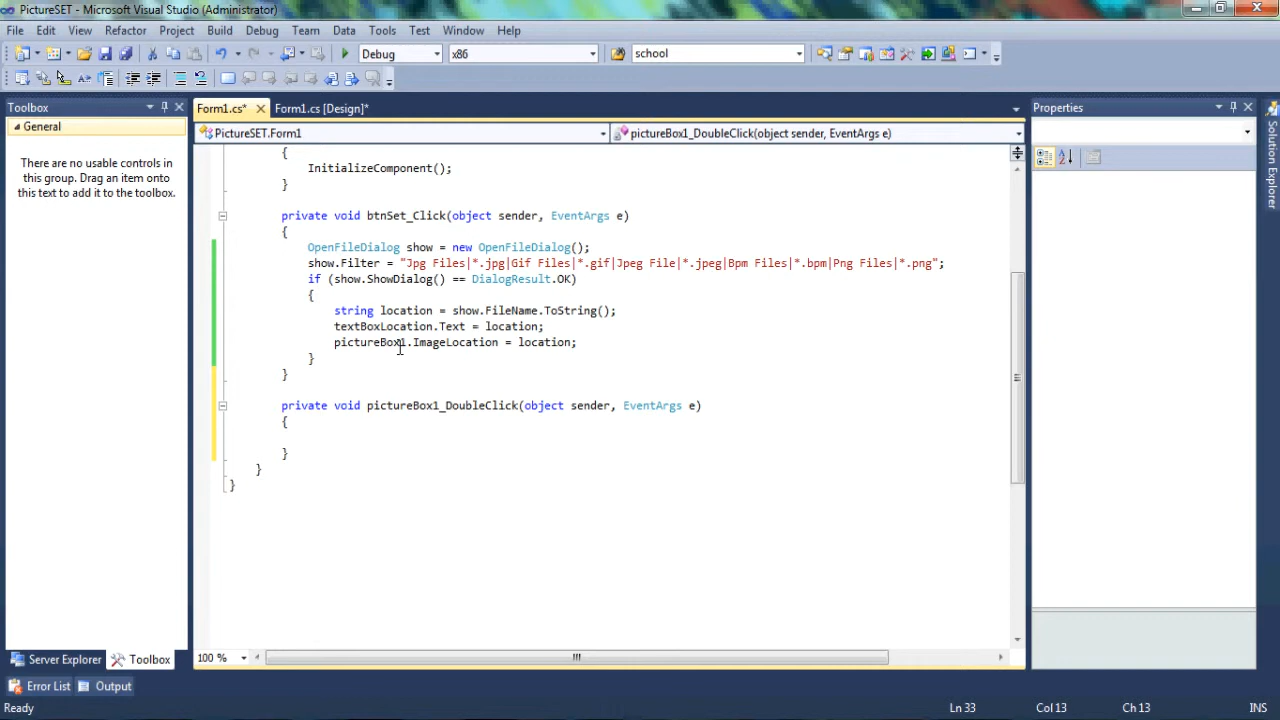 PictureSET - Microsoft Visual Studio (Administrator)
File Edit View Refactor Project Build Debug Team Data Tools Test Window Help
Debug x86 school
Toolbox
General
There are no usable controls in
this group. Drag an item onto
this text to add it to the toolbox.
Server Explorer Toolbox
Form1.cs* Form1.cs [Design]*
PictureSET.Form1 pictureBox1_DoubleClick(object sender, EventArgs e)
{
InitializeComponent();
}
private void btnSet_Click(object sender, EventArgs e)
{
OpenFileDialog show = new OpenFileDialog();
show.Filter = "Jpg Files|*.jpg|Gif Files|*.gif|Jpeg File|*.jpeg|Bpm Files|*.bpm|Png Files|*.png";
if (show.ShowDialog() == DialogResult.OK)
{
string location = show.FileName.ToString();
textBoxLocation.Text = location;
pictureBox1.ImageLocation = location;
}
}
private void pictureBox1_DoubleClick(object sender, EventArgs e)
{
}
}
}
100 %
Properties
Solution Explorer
Error List Output
Ready Ln 33 Col 13 Ch 13 INS